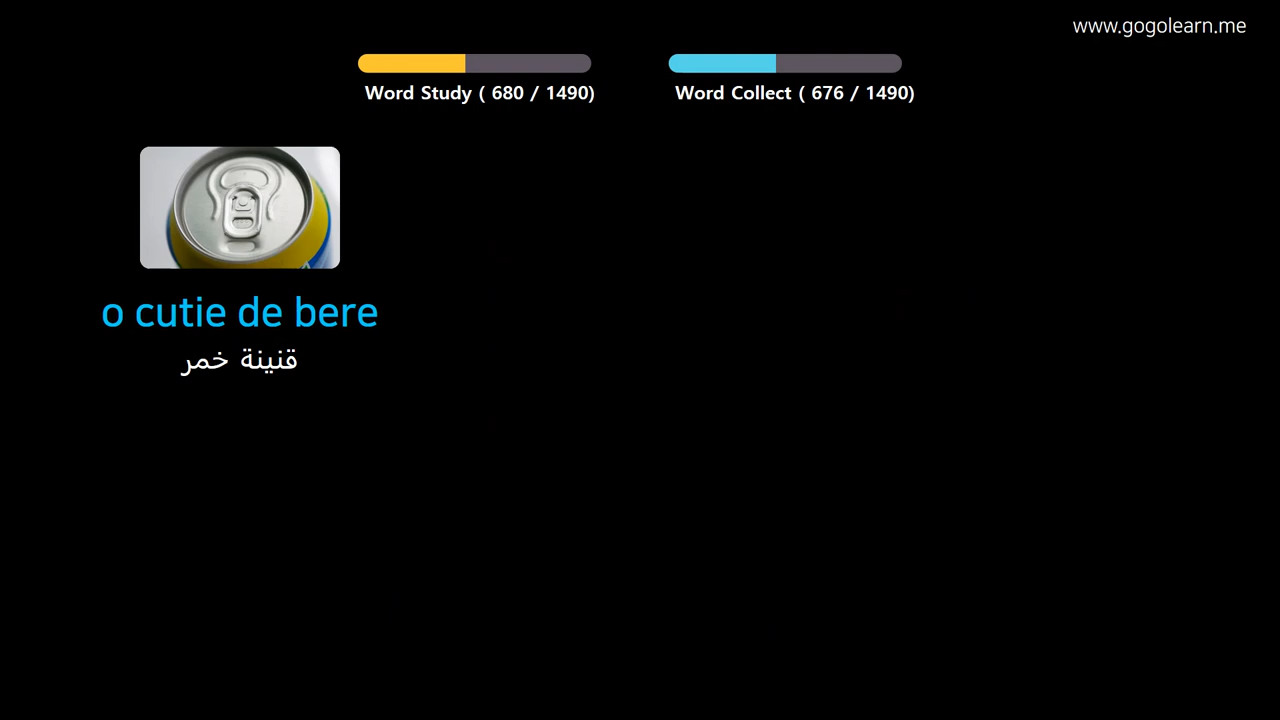 www.gogolearn.me
Word Study ( 680 / 1490)
Word Collect ( 676 / 1490)
o cutie de bere
قنينة خمر